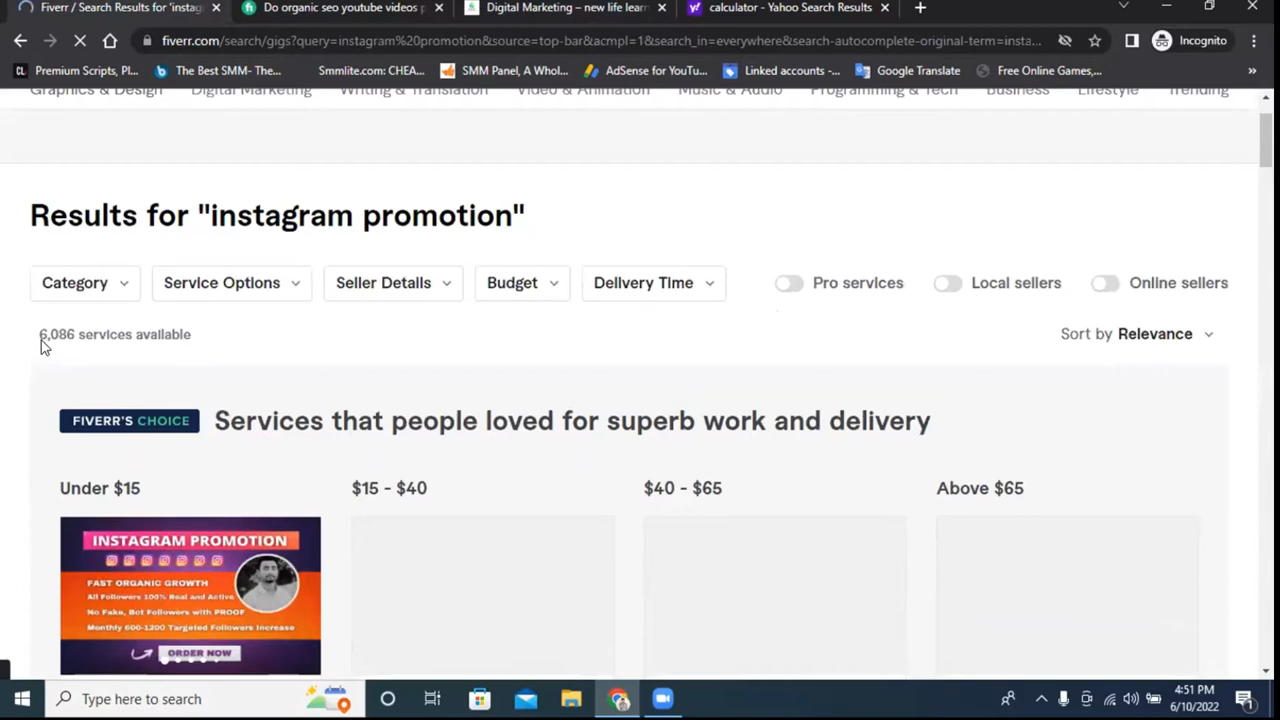 Fiverr / Search Results for 'instag
Do organic seo youtube videos p
Digital Marketing – new life learn
calculator - Yahoo Search Results
fiverr.com/search/gigs?query=instagram%20promotion&source=top-bar&acmpl=1&search_in=everywhere&search-autocomplete-original-term=insta...
Incognito
Premium Scripts, Pl...
The Best SMM- The...
Smmlite.com: CHEA...
SMM Panel, A Whol...
AdSense for YouTu...
Linked accounts -...
Google Translate
Free Online Games,...
Graphics & Design
Digital Marketing
Writing & Translation
Video & Animation
Music & Audio
Programming & Tech
Business
Lifestyle
Trending
Results for "instagram promotion"
Category
Service Options
Seller Details
Budget
Delivery Time
Pro services
Local sellers
Online sellers
6,086 services available
Sort by Relevance
FIVERR'S CHOICE
Services that people loved for superb work and delivery
Under $15
$15 - $40
$40 - $65
Above $65
INSTAGRAM PROMOTION
FAST ORGANIC GROWTH
All Followers 100% Real and Active
No Fake, Bot Followers with PROOF
Monthly 600-1200 Targeted Followers Increase
ORDER NOW
Type here to search
4:51 PM
6/10/2022
1